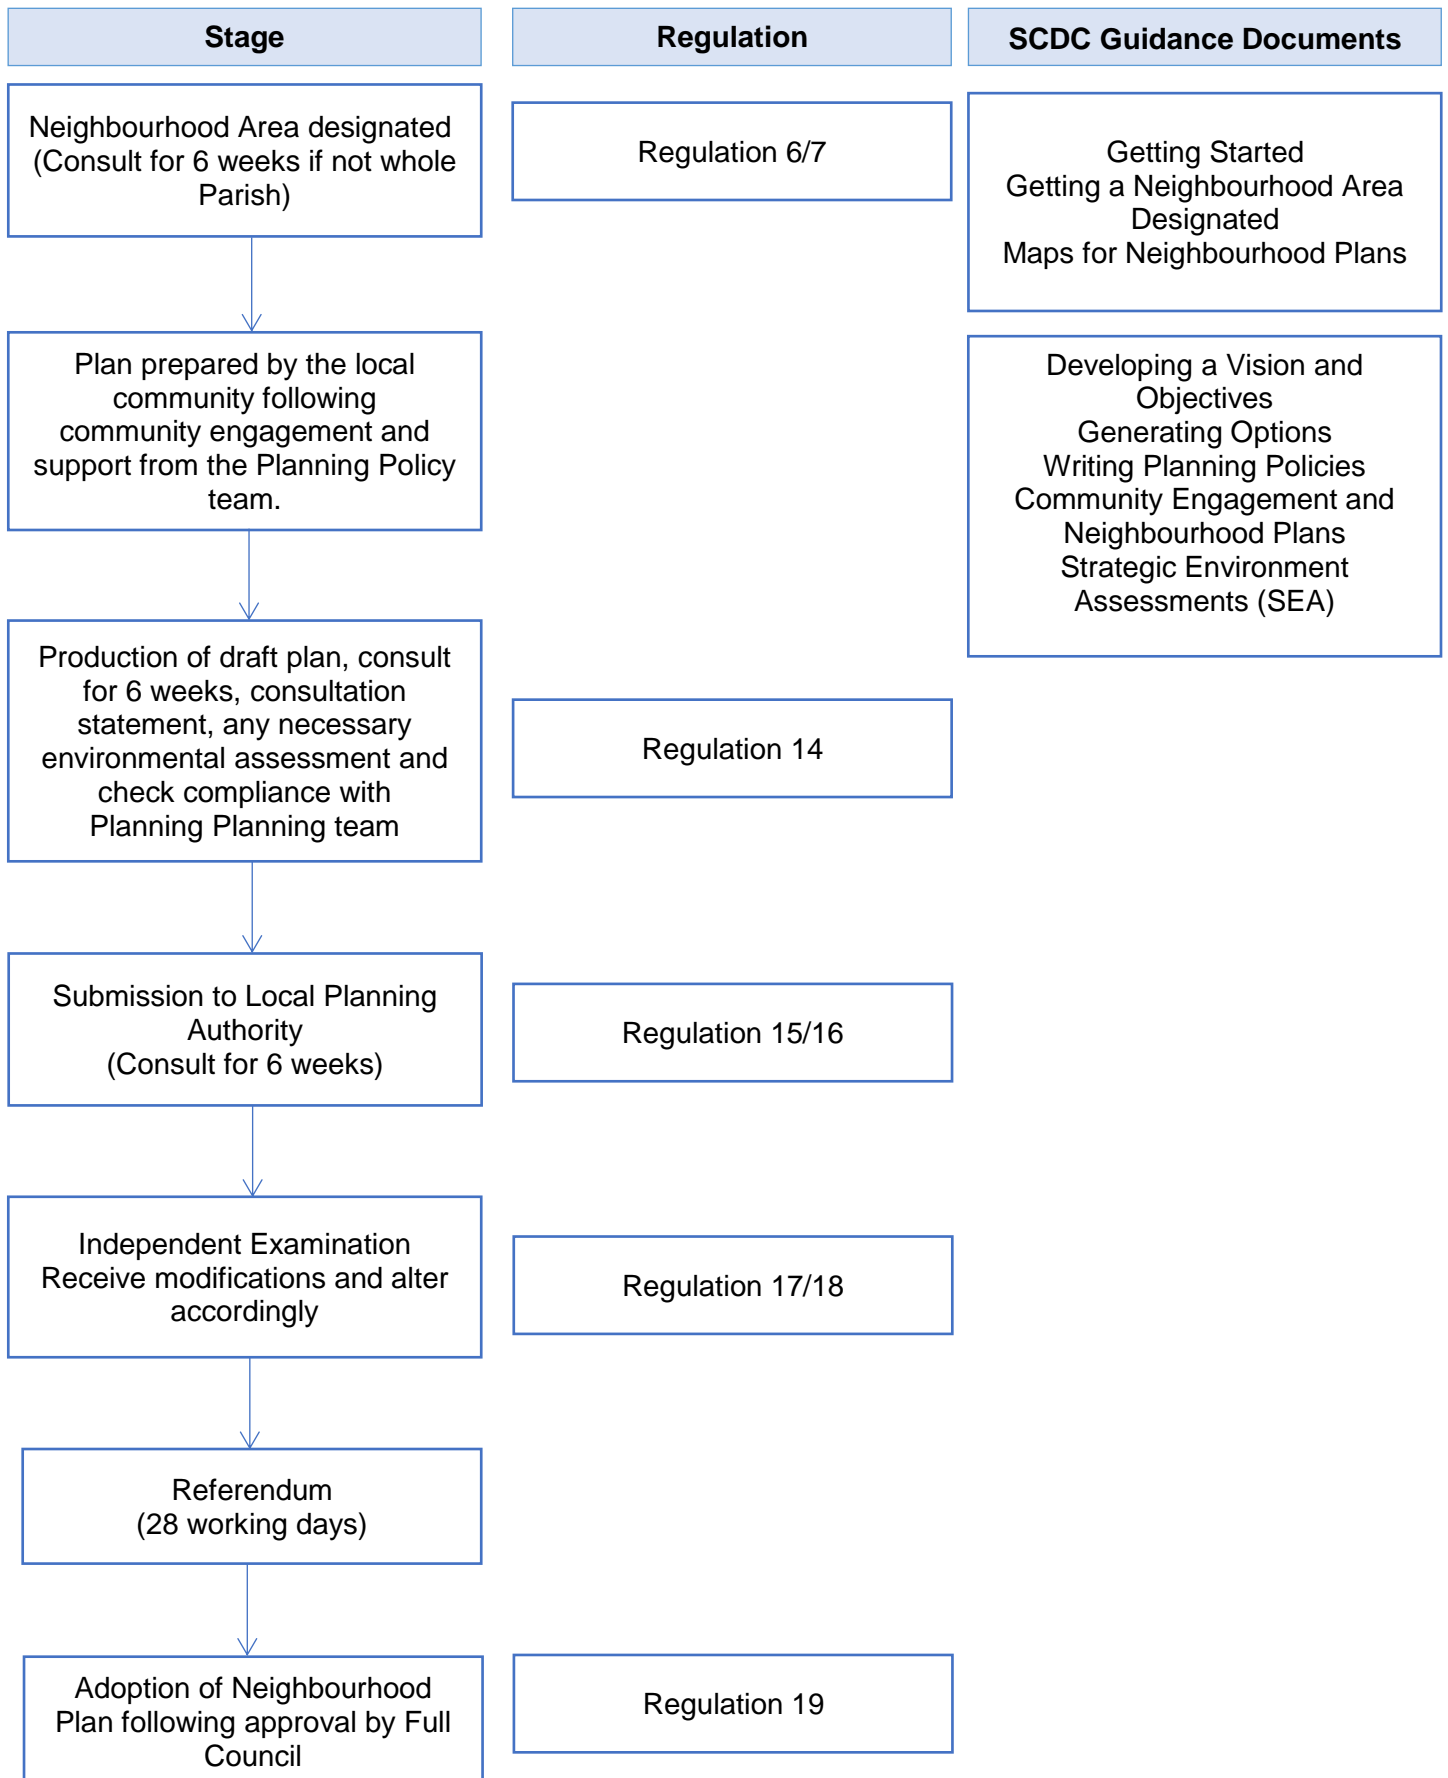 Stage
Regulation
SCDC Guidance Documents
Neighbourhood Area designated
(Consult for 6 weeks if not whole
Parish)
Regulation 6/7
Getting Started
Getting a Neighbourhood Area
Designated
Maps for Neighbourhood Plans
Plan prepared by the local
community following
community engagement and
support from the Planning Policy
team.
Developing a Vision and
Objectives
Generating Options
Writing Planning Policies
Community Engagement and
Neighbourhood Plans
Strategic Environment
Assessments (SEA)
Production of draft plan, consult
for 6 weeks, consultation
statement, any necessary
environmental assessment and
check compliance with
Planning Planning team
Regulation 14
Submission to Local Planning
Authority
(Consult for 6 weeks)
Regulation 15/16
Independent Examination
Receive modifications and alter
accordingly
Regulation 17/18
Referendum
(28 working days)
Adoption of Neighbourhood
Plan following approval by Full
Council
Regulation 19